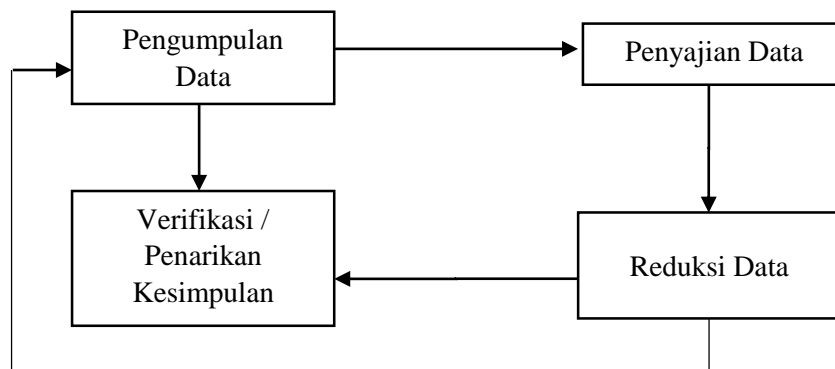 Pengumpulan
Data
Penyajian Data
Verifikasi /
Penarikan
Kesimpulan
Reduksi Data